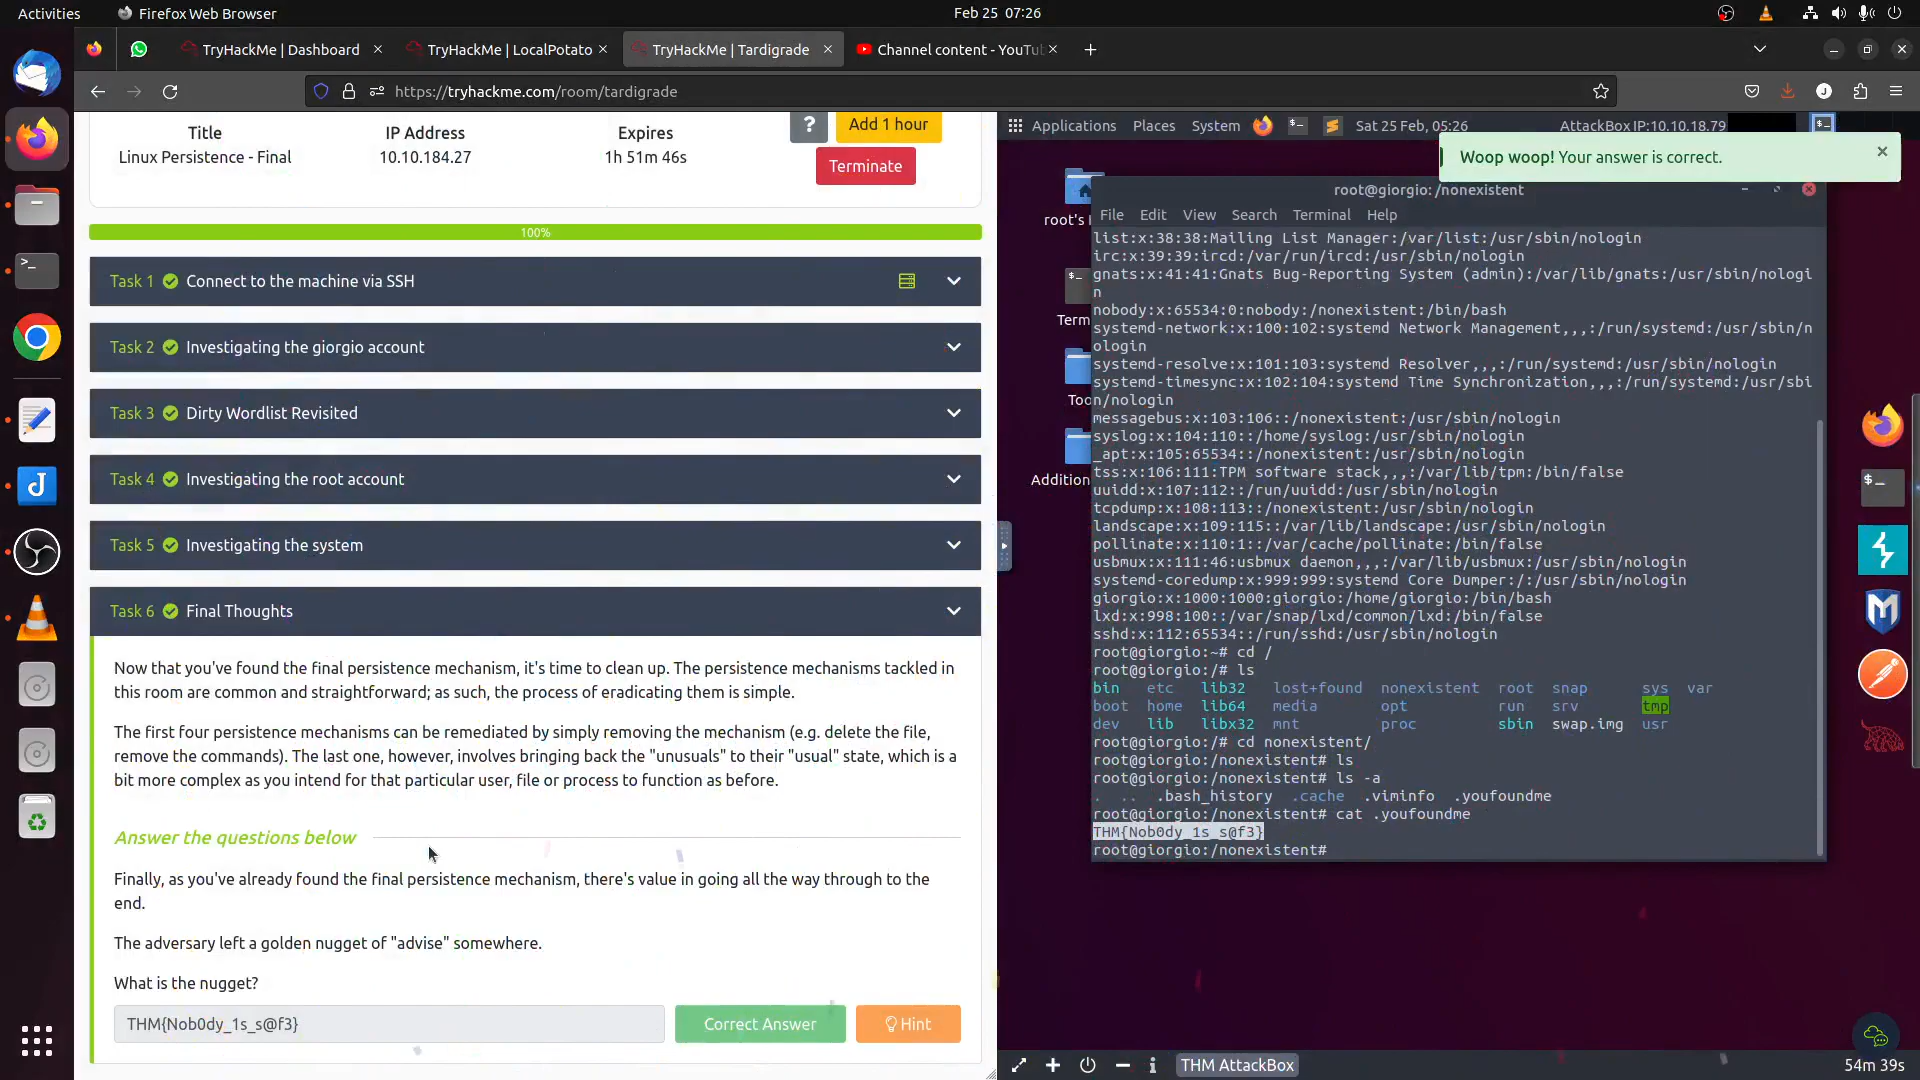 Activities
Firefox Web Browser
Feb 25 07:26
TryHackMe | Dashboard
TryHackMe | LocalPotato
TryHackMe | Tardigrade
Channel content - YouTu
https://tryhackme.com/room/tardigrade
Title
IP Address
Expires
Linux Persistence - Final
10.10.184.27
1h 51m 46s
?
Add 1 hour
Terminate
100%
Task 1 Connect to the machine via SSH
Task 2 Investigating the giorgio account
Task 3 Dirty Wordlist Revisited
Task 4 Investigating the root account
Task 5 Investigating the system
Task 6 Final Thoughts
Now that you've found the final persistence mechanism, it's time to clean up. The persistence mechanisms tackled in
this room are common and straightforward; as such, the process of eradicating them is simple.
The first four persistence mechanisms can be remediated by simply removing the mechanism (e.g. delete the file,
remove the commands). The last one, however, involves bringing back the "unusuals" to their "usual" state, which is a
bit more complex as you intend for that particular user, file or process to function as before.
Answer the questions below
Finally, as you've already found the final persistence mechanism, there's value in going all the way through to the
end.
The adversary left a golden nugget of "advise" somewhere.
What is the nugget?
THM{Nob0dy_1s_s@f3}
Correct Answer
Hint
Applications
Places
System
Sat 25 Feb, 05:26
AttackBox IP:10.10.18.79
Woop woop! Your answer is correct.
root's
Term
Too
Addition
root@giorgio: /nonexistent
File Edit View Search Terminal Help
list:x:38:38:Mailing List Manager:/var/list:/usr/sbin/nologin
irc:x:39:39:ircd:/var/run/ircd:/usr/sbin/nologin
gnats:x:41:41:Gnats Bug-Reporting System (admin):/var/lib/gnats:/usr/sbin/nologi
n
nobody:x:65534:0:nobody:/nonexistent:/bin/bash
systemd-network:x:100:102:systemd Network Management,,,:/run/systemd:/usr/sbin/n
ologin
systemd-resolve:x:101:103:systemd Resolver,,,:/run/systemd:/usr/sbin/nologin
systemd-timesync:x:102:104:systemd Time Synchronization,,,:/run/systemd:/usr/sbi
n/nologin
messagebus:x:103:106::/nonexistent:/usr/sbin/nologin
syslog:x:104:110::/home/syslog:/usr/sbin/nologin
_apt:x:105:65534::/nonexistent:/usr/sbin/nologin
tss:x:106:111:TPM software stack,,,:/var/lib/tpm:/bin/false
uuidd:x:107:112::/run/uuidd:/usr/sbin/nologin
tcpdump:x:108:113::/nonexistent:/usr/sbin/nologin
landscape:x:109:115::/var/lib/landscape:/usr/sbin/nologin
pollinate:x:110:1::/var/cache/pollinate:/bin/false
usbmux:x:111:46:usbmux daemon,,,:/var/lib/usbmux:/usr/sbin/nologin
systemd-coredump:x:999:999:systemd Core Dumper:/:/usr/sbin/nologin
giorgio:x:1000:1000:giorgio:/home/giorgio:/bin/bash
lxd:x:998:100::/var/snap/lxd/common/lxd:/bin/false
sshd:x:112:65534::/run/sshd:/usr/sbin/nologin
root@giorgio:~# cd /
root@giorgio:/# ls
bin etc lib32 lost+found nonexistent root snap sys var
boot home lib64 media opt run srv tmp
dev lib libx32 mnt proc sbin swap.img usr
root@giorgio:/# cd nonexistent/
root@giorgio:/nonexistent# ls
root@giorgio:/nonexistent# ls -a
. .. .bash_history .cache .viminfo .youfoundme
root@giorgio:/nonexistent# cat .youfoundme
THM{Nob0dy_1s_s@f3}
root@giorgio:/nonexistent#
THM AttackBox
54m 39s